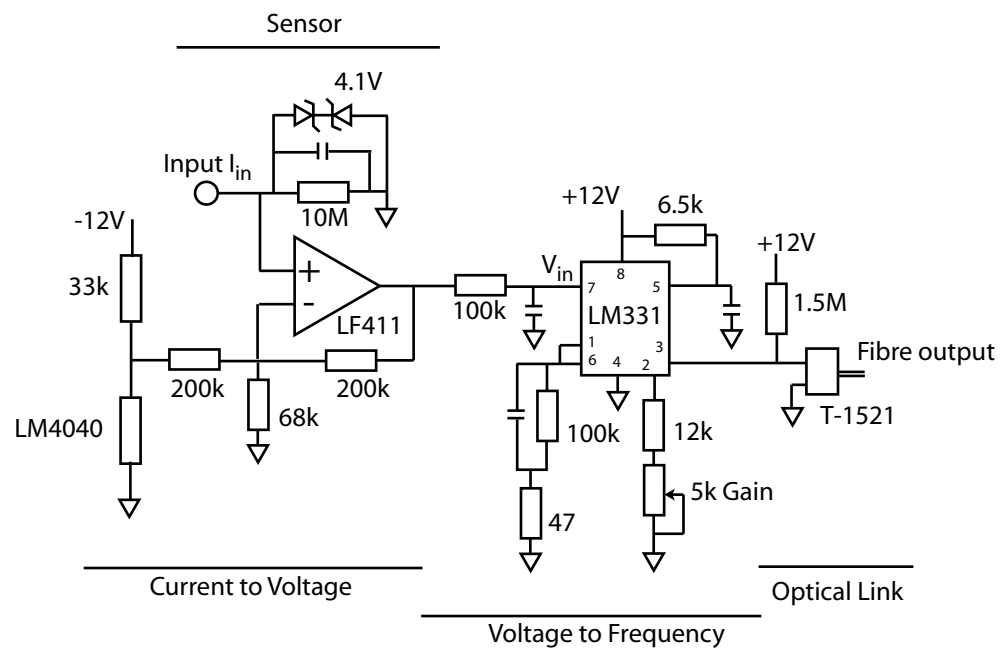 Sensor
4.1V
Input Iin
10M
-12V
33k
+
-
LF411
200k
200k
68k
LM4040
Current to Voltage
100k
Vin
+12V
6.5k
7
8
5
LM331
1
6
4
3
2
100k
47
12k
5k Gain
Voltage to Frequency
+12V
1.5M
Fibre output
T-1521
Optical Link